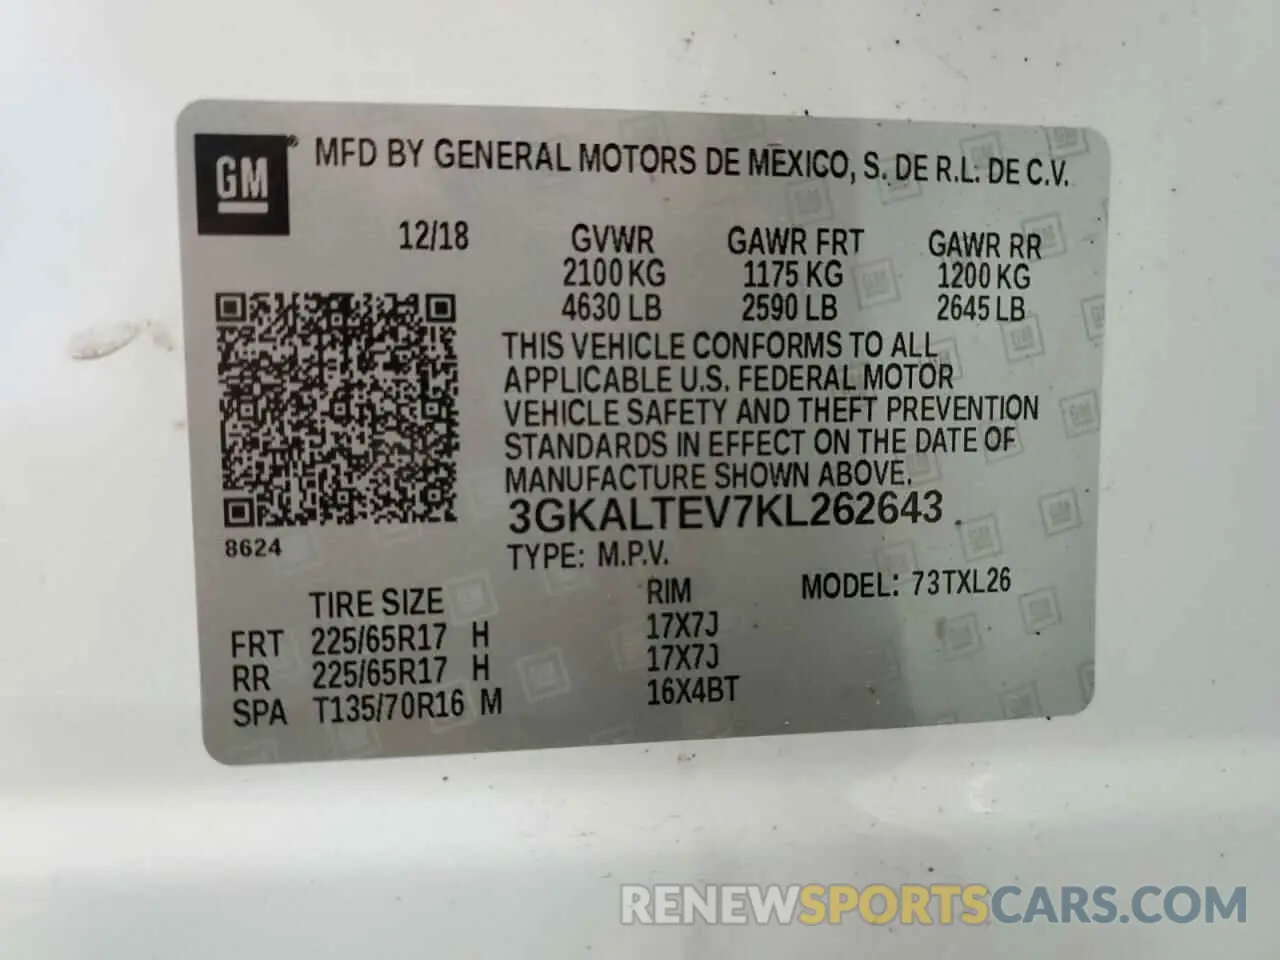 GM® MFD BY GENERAL MOTORS DE MEXICO, S. DE R.L. DE C.V.
12/18 GVWR GAWR FRT GAWR RR
2100 KG 1175 KG 1200 KG
4630 LB 2590 LB 2645 LB
THIS VEHICLE CONFORMS TO ALL
APPLICABLE U.S. FEDERAL MOTOR
VEHICLE SAFETY AND THEFT PREVENTION
STANDARDS IN EFFECT ON THE DATE OF
MANUFACTURE SHOWN ABOVE.
3GKALTEV7KL262643
8624
TYPE: M.P.V.
TIRE SIZE RIM MODEL: 73TXL26
FRT 225/65R17 H 17X7J
RR 225/65R17 H 17X7J
SPA T135/70R16 M 16X4BT
RENEWSPORTSCARS.COM